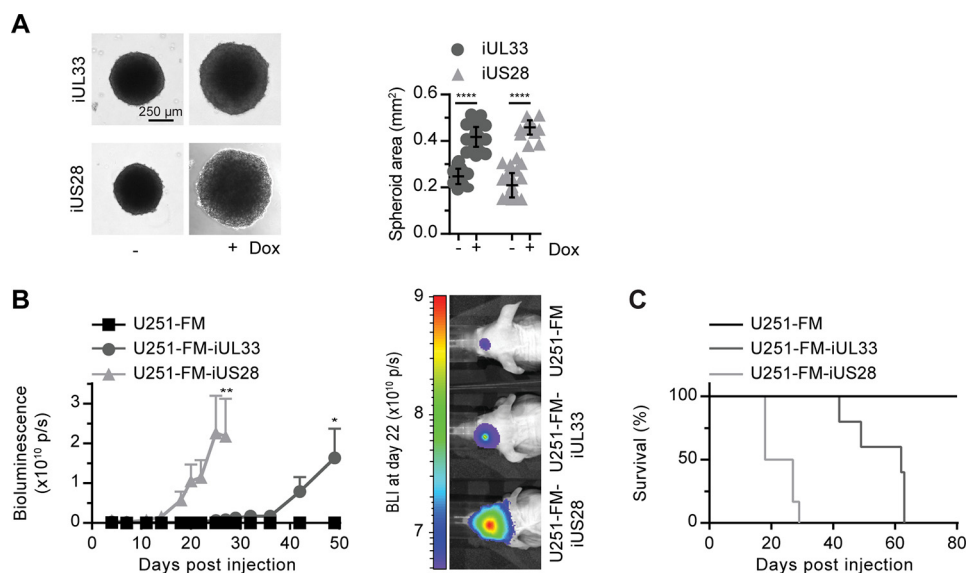 A
iUL33
250 µm
iUS28
- + Dox
iUL33
iUS28
Spheroid area (mm²)
0.6
0.4
0.2
0.0
**** ****
- + - + Dox
B
U251-FM
U251-FM-iUL33
U251-FM-iUS28
Bioluminescence
(x10¹⁰ p/s)
3
2
1
0
** *
0 10 20 30 40 50
Days post injection
BLI at day 22 (x10¹⁰ p/s)
9
8
7
U251-FM
U251-FM-
iUL33
U251-FM-
iUS28
C
U251-FM
U251-FM-iUL33
U251-FM-iUS28
Survival (%)
100
50
0
0 20 40 60 80
Days post injection